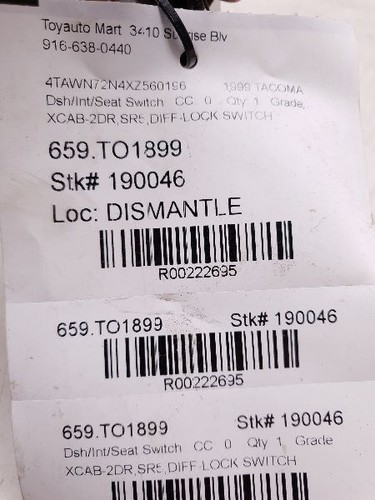 Toyauto Mart 3410 Sunrise Blv
916-638-0440
4TAWN72N4XZ560196 1999 TACOMA
Dsh/Int/Seat Switch CC 0 Qty 1 Grade,
XCAB-2DR,SR5,DIFF-LOCK SWITCH
659.TO1899
Stk# 190046
Loc: DISMANTLE
R00222695
659.TO1899 Stk# 190046
R00222695
659.TO1899 Stk# 190046
Dsh/Int/Seat Switch CC 0 Qty 1 Grade
XCAB-2DR,SR5,DIFF-LOCK SWITCH